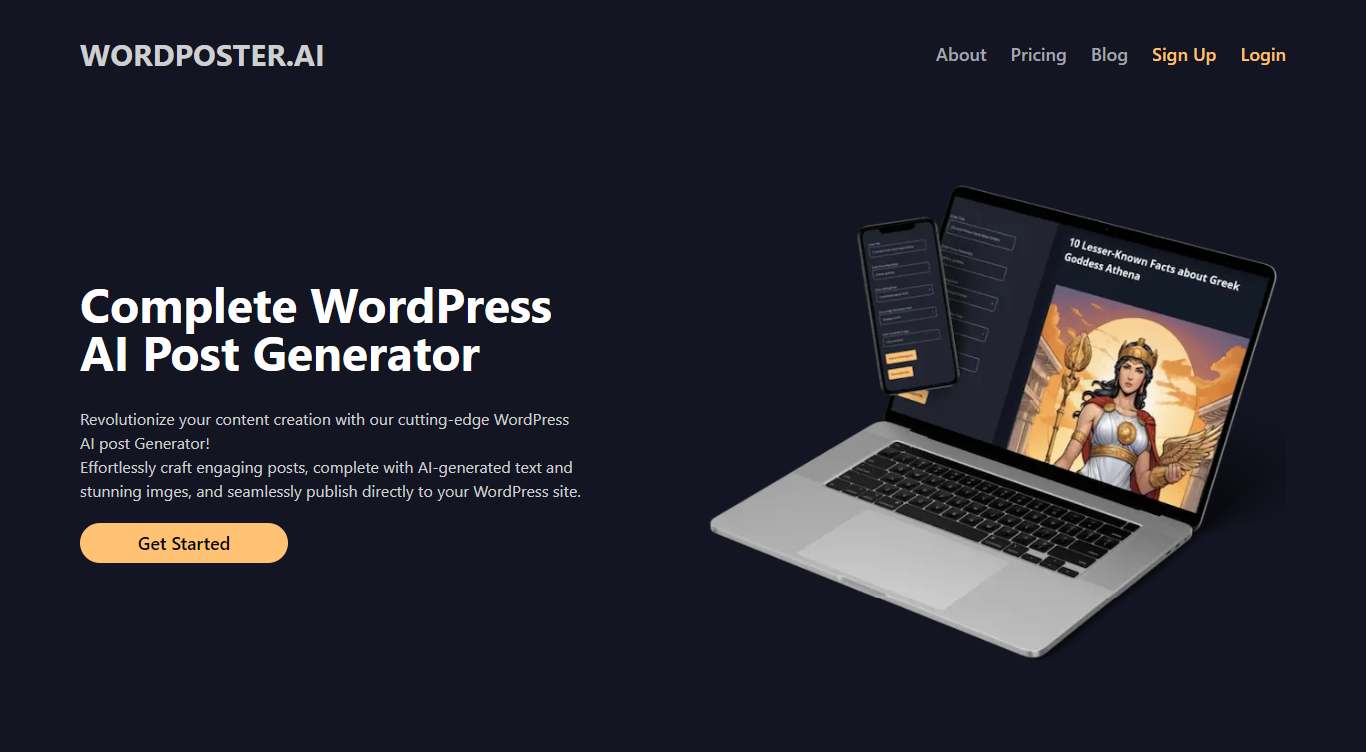 WORDPOSTER.AI
About Pricing Blog Sign Up Login
Complete WordPress
AI Post Generator
Revolutionize your content creation with our cutting-edge WordPress
AI post Generator!
Effortlessly craft engaging posts, complete with AI-generated text and
stunning imges, and seamlessly publish directly to your WordPress site.
Get Started
10 Lesser-Known Facts about Greek
Goddess Athena